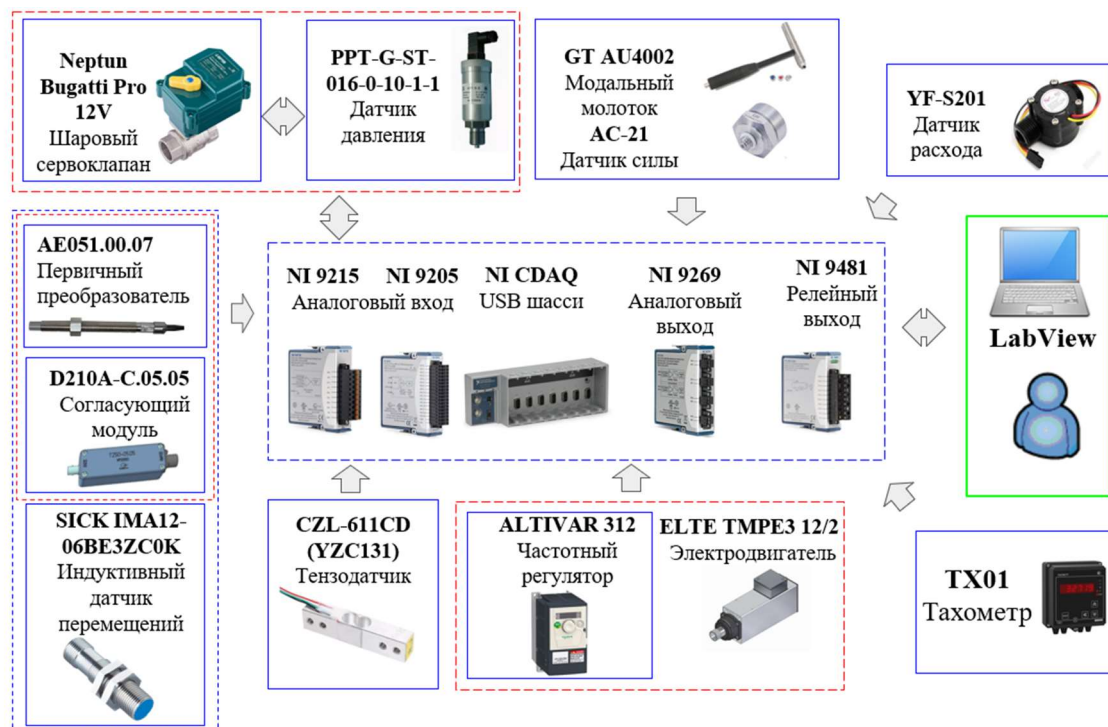 Neptun
Bugatti Pro
12V
Шаровый
сервоклапан
PPT-G-ST-
016-0-10-1-1
Датчик
давления
GT AU4002
Модальный
молоток
AC-21
Датчик силы
YF-S201
Датчик
расхода
AE051.00.07
Первичный
преобразователь
D210A-C.05.05
Согласующий
модуль
SICK IMA12-
06BE3ZC0K
Индуктивный
датчик
перемещений
NI 9215
NI 9205
Аналоговый вход
NI CDAQ
USB шасси
NI 9269
Аналоговый
выход
NI 9481
Релейный
выход
LabView
CZL-611CD
(YZC131)
Тензодатчик
ALTIVAR 312
Частотный
регулятор
ELTE TMPE3 12/2
Электродвигатель
TX01
Тахометр